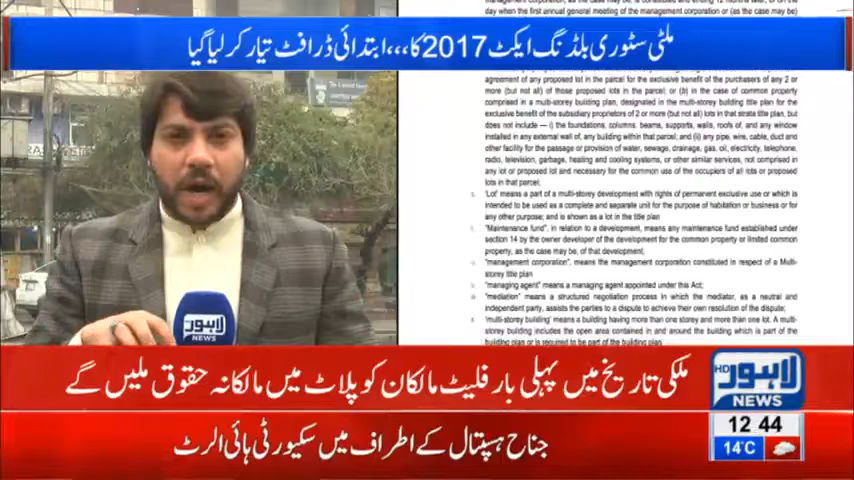 ملٹی سٹوری بلڈنگ ایکٹ 2017 کا،،،ابتدائی ڈرافٹ تیار کر لیا گیا
day when the first annual general meeting of the management corporation or (as the case may be)
agreement of any proposed lot in the parcel for the exclusive benefit of the purchasers of any 2 or
more (but not all) of those proposed lots in the parcel; or (b) in the case of common property
comprised in a multi-storey building plan, designated in the multi-storey building title plan for the
exclusive benefit of the subsidiary proprietors of 2 or more (but not all) lots in that strata title plan, but
does not include — i) the foundations, columns, beams, supports, walls, roofs of, and any window
installed in any external wall of, any building within that parcel; and (ii) any pipe, wire, cable, duct and
other facility for the passage or provision of water, sewage, drainage, gas, oil, electricity, telephone,
radio, television, garbage, heating and cooling systems, or other similar services, not comprised in
any lot or proposed lot and necessary for the common use of the occupiers of all lots or proposed
lots in that parcel;
'Lot' means a part of a multi-storey development with rights of permanent exclusive use or which is
intended to be used as a complete and separate unit for the purpose of habitation or business or for
any other purpose; and is shown as a lot in the title plan
"Maintenance fund", in relation to a development, means any maintenance fund established under
section 14 by the owner developer of the development for the common property or limited common
property, as the case may be, of that development;
"management corporation", means the management corporation constituted in respect of a Multi-
storey title plan
"managing agent" means a managing agent appointed under this Act;
"mediation" means a structured negotiation process in which the mediator, as a neutral and
independent party, assists the parties to a dispute to achieve their own resolution of the dispute;
'multi-storey building' means a building having more than one storey and more than one lot. A multi-
storey building includes the open area contained in and around the building which is part of the
building plan or is required to be part of the building plan
لاہور
NEWS
ملکی تاریخ میں پہلی بار فلیٹ مالکان کو پلاٹ میں مالکانہ حقوق ملیں گے
HD لاہور
NEWS
12 44
14°C
جناح ہسپتال کے اطراف میں سکیورٹی ہائی الرٹ